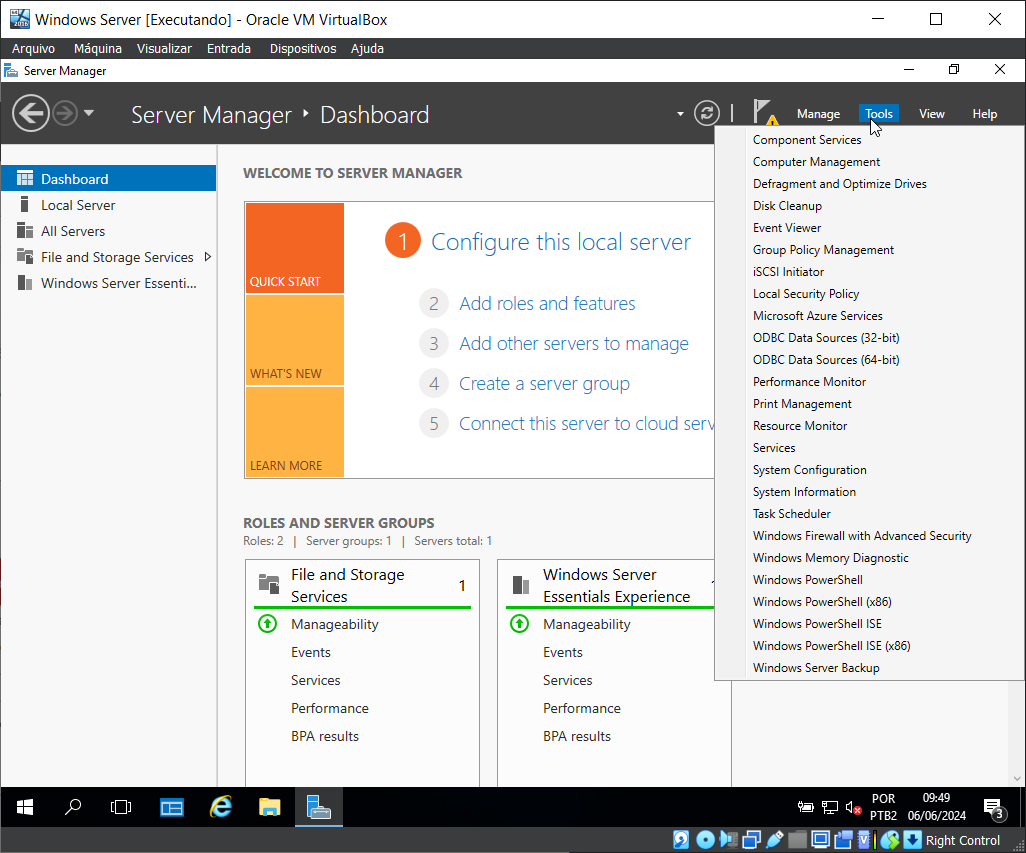 Windows Server [Executando] - Oracle VM VirtualBox
Arquivo Máquina Visualizar Entrada Dispositivos Ajuda
Server Manager
Server Manager Dashboard
Manage Tools View Help
Dashboard
Local Server
All Servers
File and Storage Services
Windows Server Essenti...
WELCOME TO SERVER MANAGER
QUICK START
WHAT'S NEW
LEARN MORE
1 Configure this local server
2 Add roles and features
3 Add other servers to manage
4 Create a server group
5 Connect this server to cloud serv
ROLES AND SERVER GROUPS
Roles: 2 | Server groups: 1 | Servers total: 1
File and Storage
Services 1
Manageability
Events
Services
Performance
BPA results
Windows Server
Essentials Experience
Manageability
Events
Services
Performance
BPA results
Component Services
Computer Management
Defragment and Optimize Drives
Disk Cleanup
Event Viewer
Group Policy Management
iSCSI Initiator
Local Security Policy
Microsoft Azure Services
ODBC Data Sources (32-bit)
ODBC Data Sources (64-bit)
Performance Monitor
Print Management
Resource Monitor
Services
System Configuration
System Information
Task Scheduler
Windows Firewall with Advanced Security
Windows Memory Diagnostic
Windows PowerShell
Windows PowerShell (x86)
Windows PowerShell ISE
Windows PowerShell ISE (x86)
Windows Server Backup
POR
PTB2
09:49
06/06/2024
3
Right Control